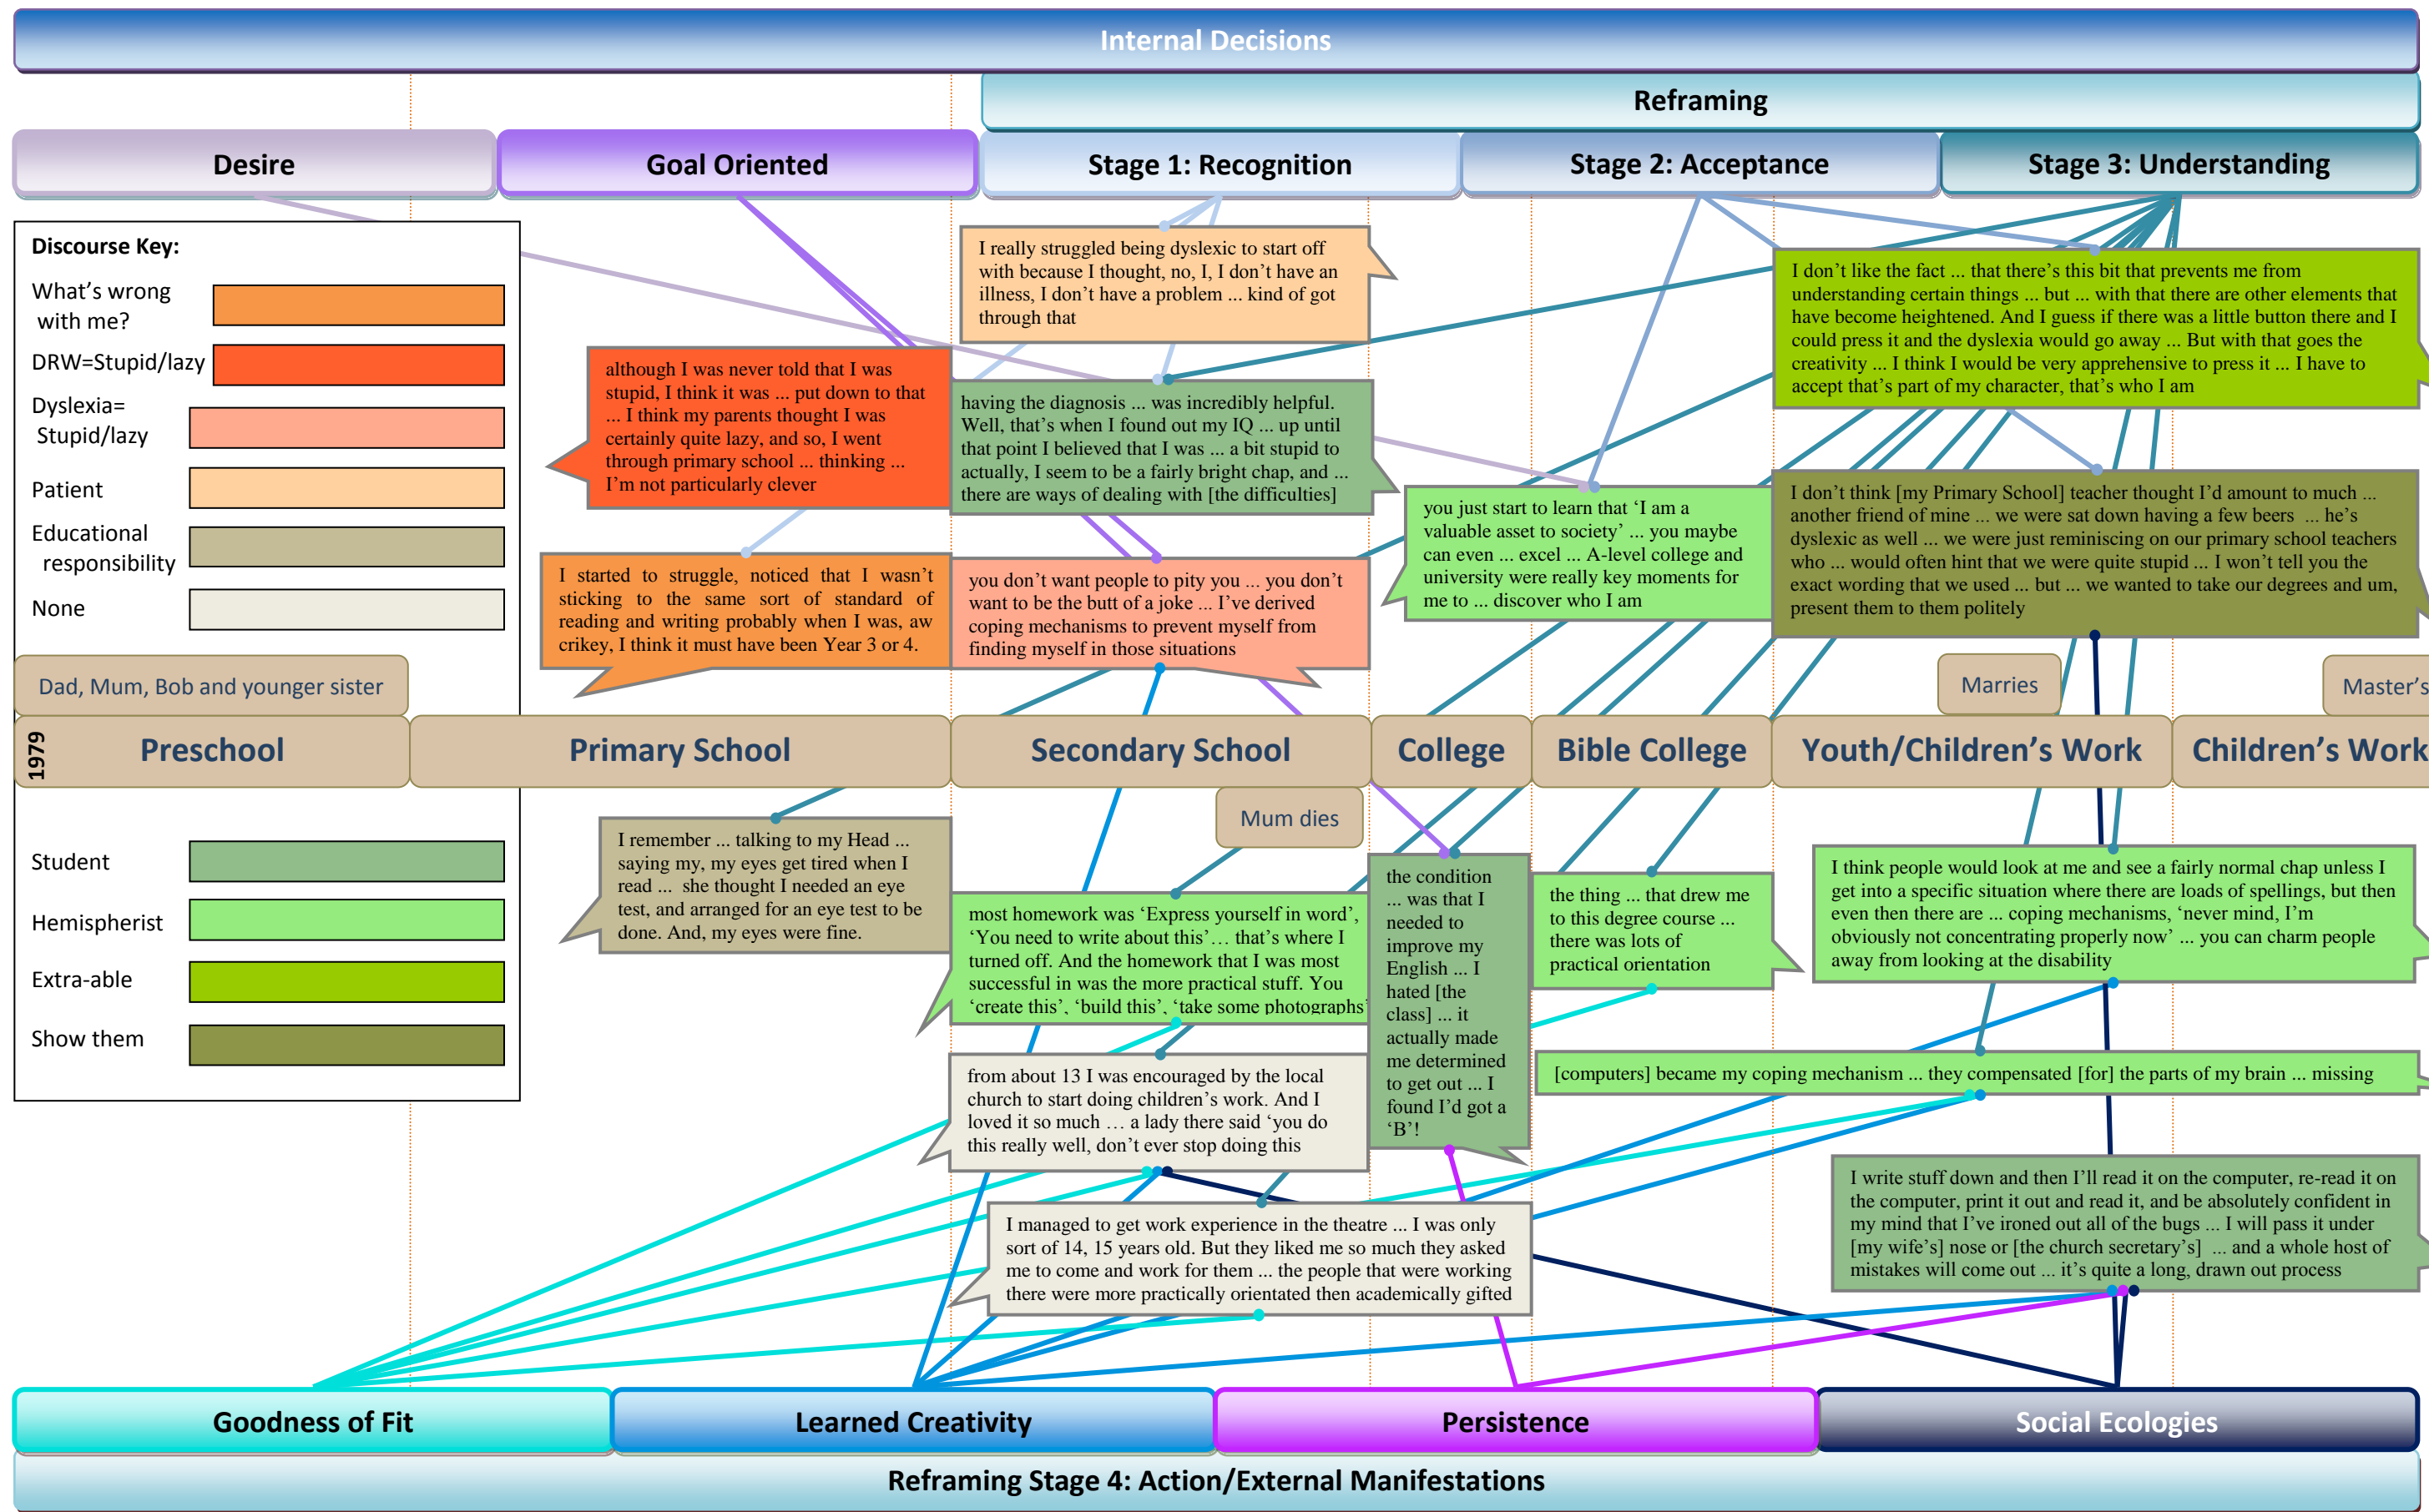 Internal Decisions
Reframing
Desire
Goal Oriented
Stage 1: Recognition
Stage 2: Acceptance
Stage 3: Understanding
Discourse Key:
What’s wrong
with me?
DRW=Stupid/lazy
Dyslexia=
Stupid/lazy
Patient
Educational
responsibility
None
I really struggled being dyslexic to start off
with because I thought, no, I, I don’t have an
illness, I don’t have a problem ... kind of got
through that
although I was never told that I was
stupid, I think it was ... put down to that
... I think my parents thought I was
certainly quite lazy, and so, I went
through primary school ... thinking ...
I’m not particularly clever
having the diagnosis ... was incredibly helpful.
Well, that’s when I found out my IQ ... up until
that point I believed that I was ... a bit stupid to
actually, I seem to be a fairly bright chap, and ...
there are ways of dealing with [the difficulties]
I don’t like the fact ... that there’s this bit that prevents me from
understanding certain things ... but ... with that there are other elements that
have become heightened. And I guess if there was a little button there and I
could press it and the dyslexia would go away ... But with that goes the
creativity ... I think I would be very apprehensive to press it ... I have to
accept that’s part of my character, that’s who I am
you just start to learn that ‘I am a
valuable asset to society’ ... you maybe
can even ... excel ... A-level college and
university were really key moments for
me to ... discover who I am
I don’t think [my Primary School] teacher thought I’d amount to much ...
another friend of mine ... we were sat down having a few beers ... he’s
dyslexic as well ... we were just reminiscing on our primary school teachers
who ... would often hint that we were quite stupid ... I won’t tell you the
exact wording that we used ... but ... we wanted to take our degrees and um,
present them to them politely
I started to struggle, noticed that I wasn’t
sticking to the same sort of standard of
reading and writing probably when I was, aw
crikey, I think it must have been Year 3 or 4.
you don’t want people to pity you ... you don’t
want to be the butt of a joke ... I’ve derived
coping mechanisms to prevent myself from
finding myself in those situations
Dad, Mum, Bob and younger sister
Marries
Master’s
1979
Preschool
Primary School
Secondary School
College
Bible College
Youth/Children’s Work
Children’s Work
Mum dies
Student
Hemispherist
Extra-able
Show them
I remember ... talking to my Head ...
saying my, my eyes get tired when I
read ... she thought I needed an eye
test, and arranged for an eye test to be
done. And, my eyes were fine.
most homework was ‘Express yourself in word’,
‘You need to write about this’… that’s where I
turned off. And the homework that I was most
successful in was the more practical stuff. You
‘create this’, ‘build this’, ‘take some photographs’
the condition
... was that I
needed to
improve my
English ... I
hated [the
class] ... it
actually made
me determined
to get out ... I
found I’d got a
‘B’!
the thing ... that drew me
to this degree course ...
there was lots of
practical orientation
I think people would look at me and see a fairly normal chap unless I
get into a specific situation where there are loads of spellings, but then
even then there are ... coping mechanisms, ‘never mind, I’m
obviously not concentrating properly now’ ... you can charm people
away from looking at the disability
from about 13 I was encouraged by the local
church to start doing children’s work. And I
loved it so much … a lady there said ‘you do
this really well, don’t ever stop doing this
[computers] became my coping mechanism ... they compensated [for] the parts of my brain ... missing
I managed to get work experience in the theatre ... I was only
sort of 14, 15 years old. But they liked me so much they asked
me to come and work for them ... the people that were working
there were more practically orientated then academically gifted
I write stuff down and then I’ll read it on the computer, re-read it on
the computer, print it out and read it, and be absolutely confident in
my mind that I’ve ironed out all of the bugs ... I will pass it under
[my wife’s] nose or [the church secretary’s] ... and a whole host of
mistakes will come out ... it’s quite a long, drawn out process
Goodness of Fit
Learned Creativity
Persistence
Social Ecologies
Reframing Stage 4: Action/External Manifestations